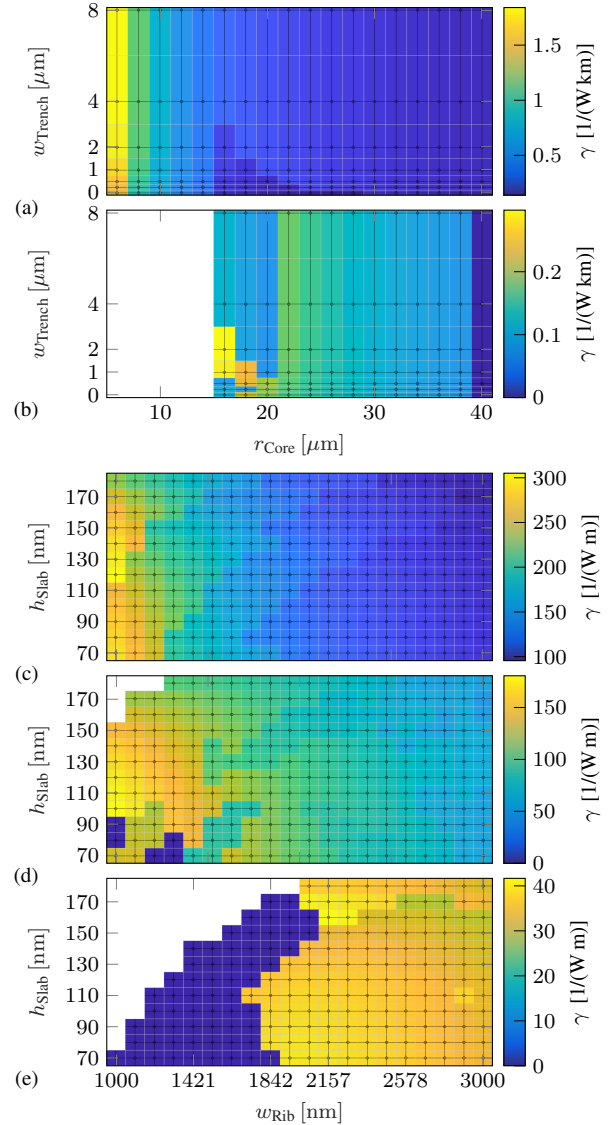 8
4
2
1
0
w_Trench [μm]
(a)
1.5
1
0.5
γ [1/(W km)]
8
4
2
1
0
w_Trench [μm]
(b)
0.2
0.1
0
γ [1/(W km)]
10 20 30 40
r_Core [μm]
170
150
130
110
90
70
h_Slab [nm]
(c)
300
250
200
150
100
γ [1/(W m)]
170
150
130
110
90
70
h_Slab [nm]
(d)
150
100
50
0
γ [1/(W m)]
170
150
130
110
90
70
h_Slab [nm]
(e)
40
30
20
10
0
γ [1/(W m)]
1000 1421 1842 2157 2578 3000
w_Rib [nm]